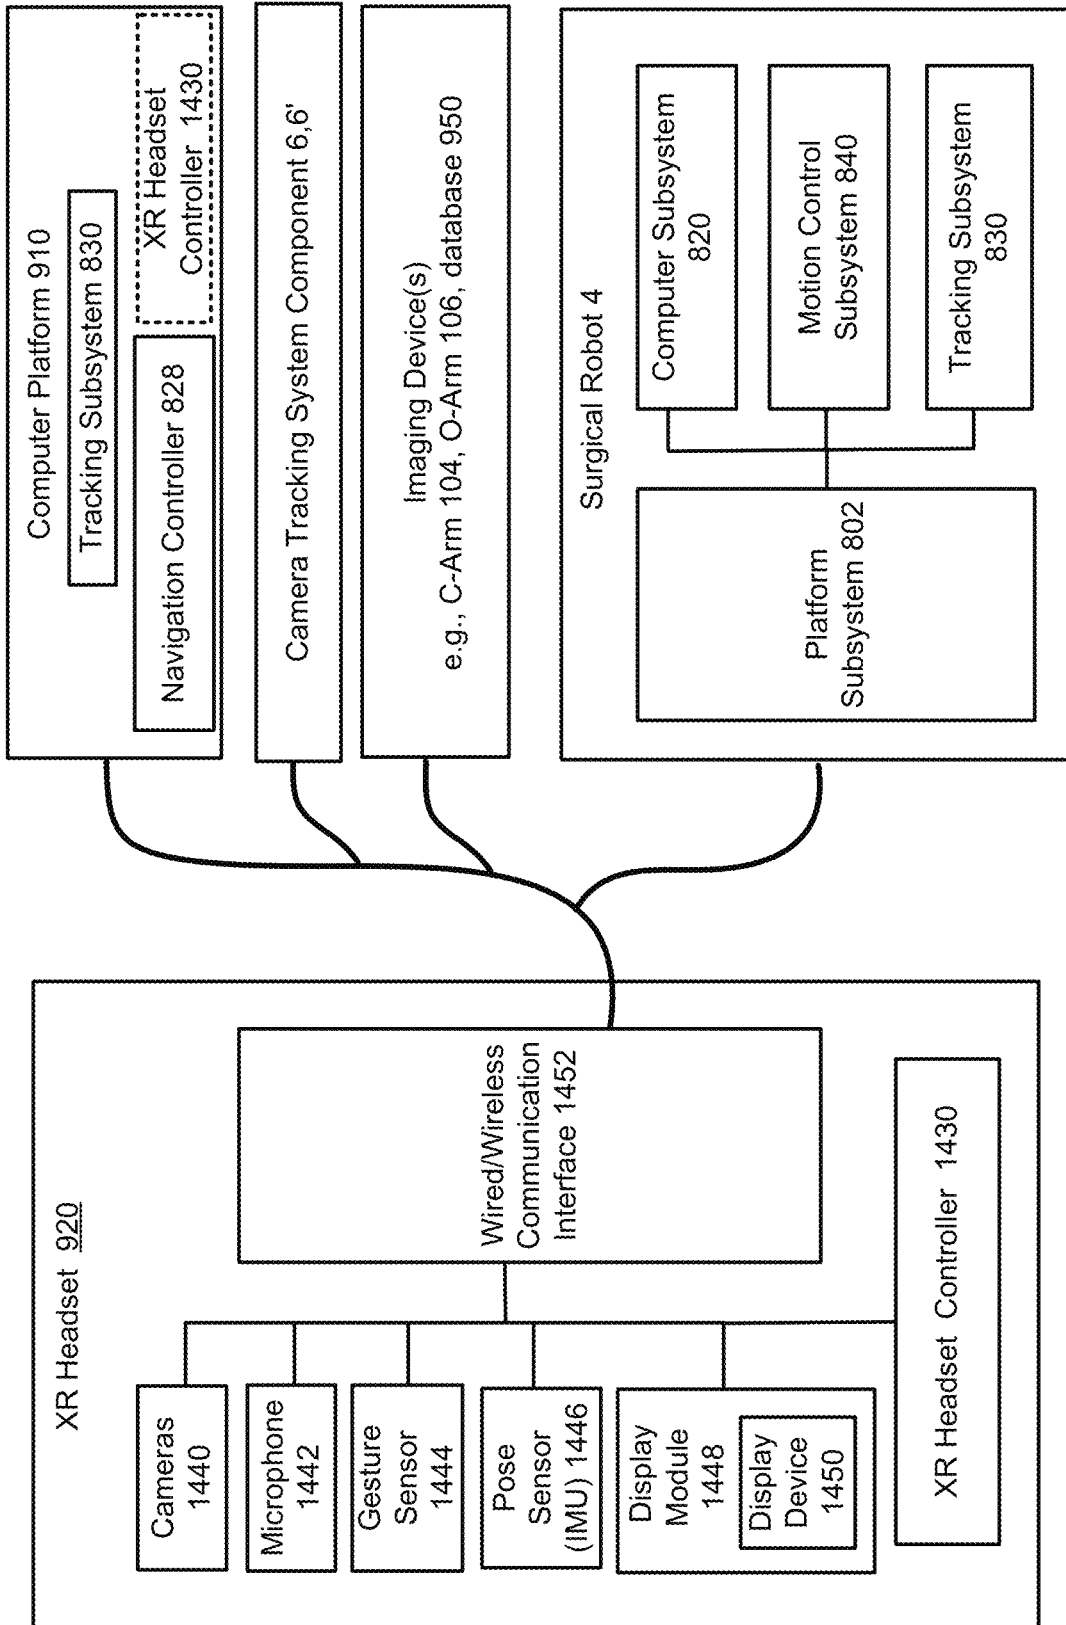 XR Headset 920
Cameras
1440
Microphone
1442
Gesture
Sensor
1444
Pose
Sensor
(IMU) 1446
Display
Module
1448
Display
Device
1450
Wired/Wireless
Communication
Interface 1452
XR Headset Controller 1430
Computer Platform 910
Tracking Subsystem 830
Navigation Controller 828
XR Headset
Controller 1430
Camera Tracking System Component 6,6'
Imaging Device(s)
e.g., C-Arm 104, O-Arm 106, database 950
Surgical Robot 4
Platform
Subsystem 802
Computer Subsystem
820
Motion Control
Subsystem 840
Tracking Subsystem
830